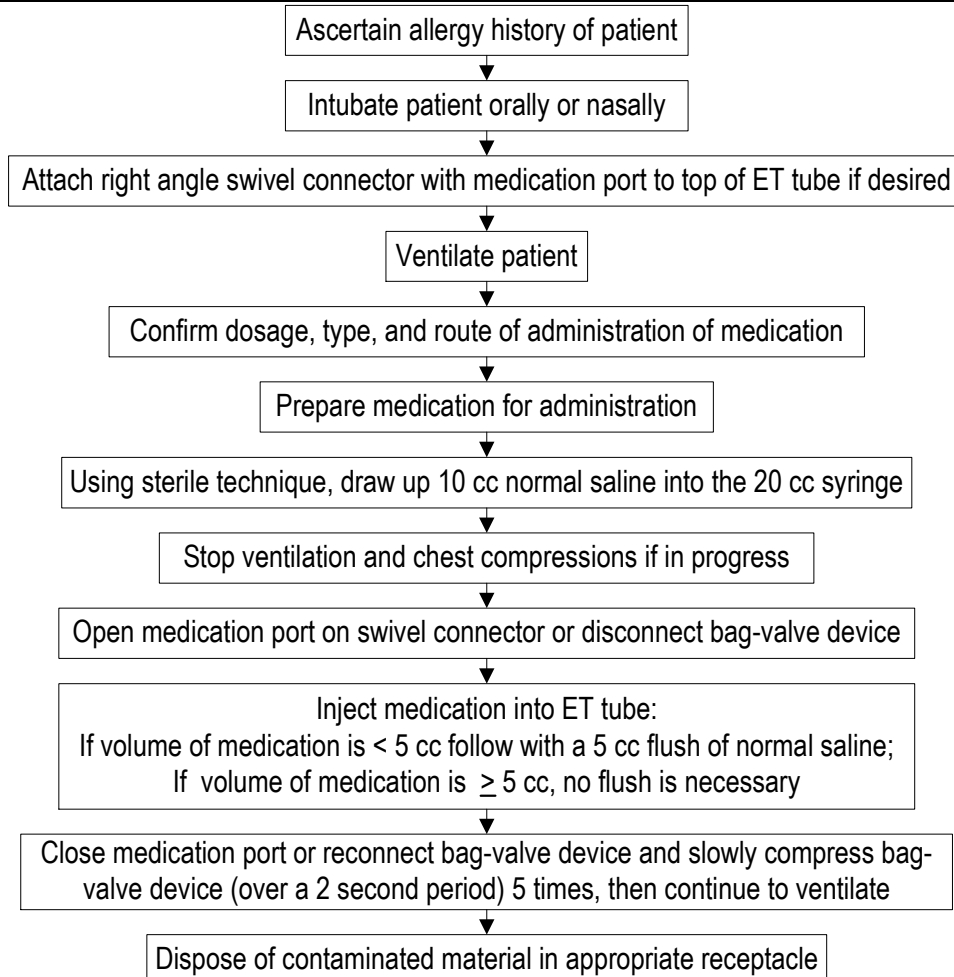 Ascertain allergy history of patient
Intubate patient orally or nasally
Attach right angle swivel connector with medication port to top of ET tube if desired
Ventilate patient
Confirm dosage, type, and route of administration of medication
Prepare medication for administration
Using sterile technique, draw up 10 cc normal saline into the 20 cc syringe
Stop ventilation and chest compressions if in progress
Open medication port on swivel connector or disconnect bag-valve device
Inject medication into ET tube:
If volume of medication is < 5 cc follow with a 5 cc flush of normal saline;
If volume of medication is ≥ 5 cc, no flush is necessary
Close medication port or reconnect bag-valve device and slowly compress bag-
valve device (over a 2 second period) 5 times, then continue to ventilate
Dispose of contaminated material in appropriate receptacle